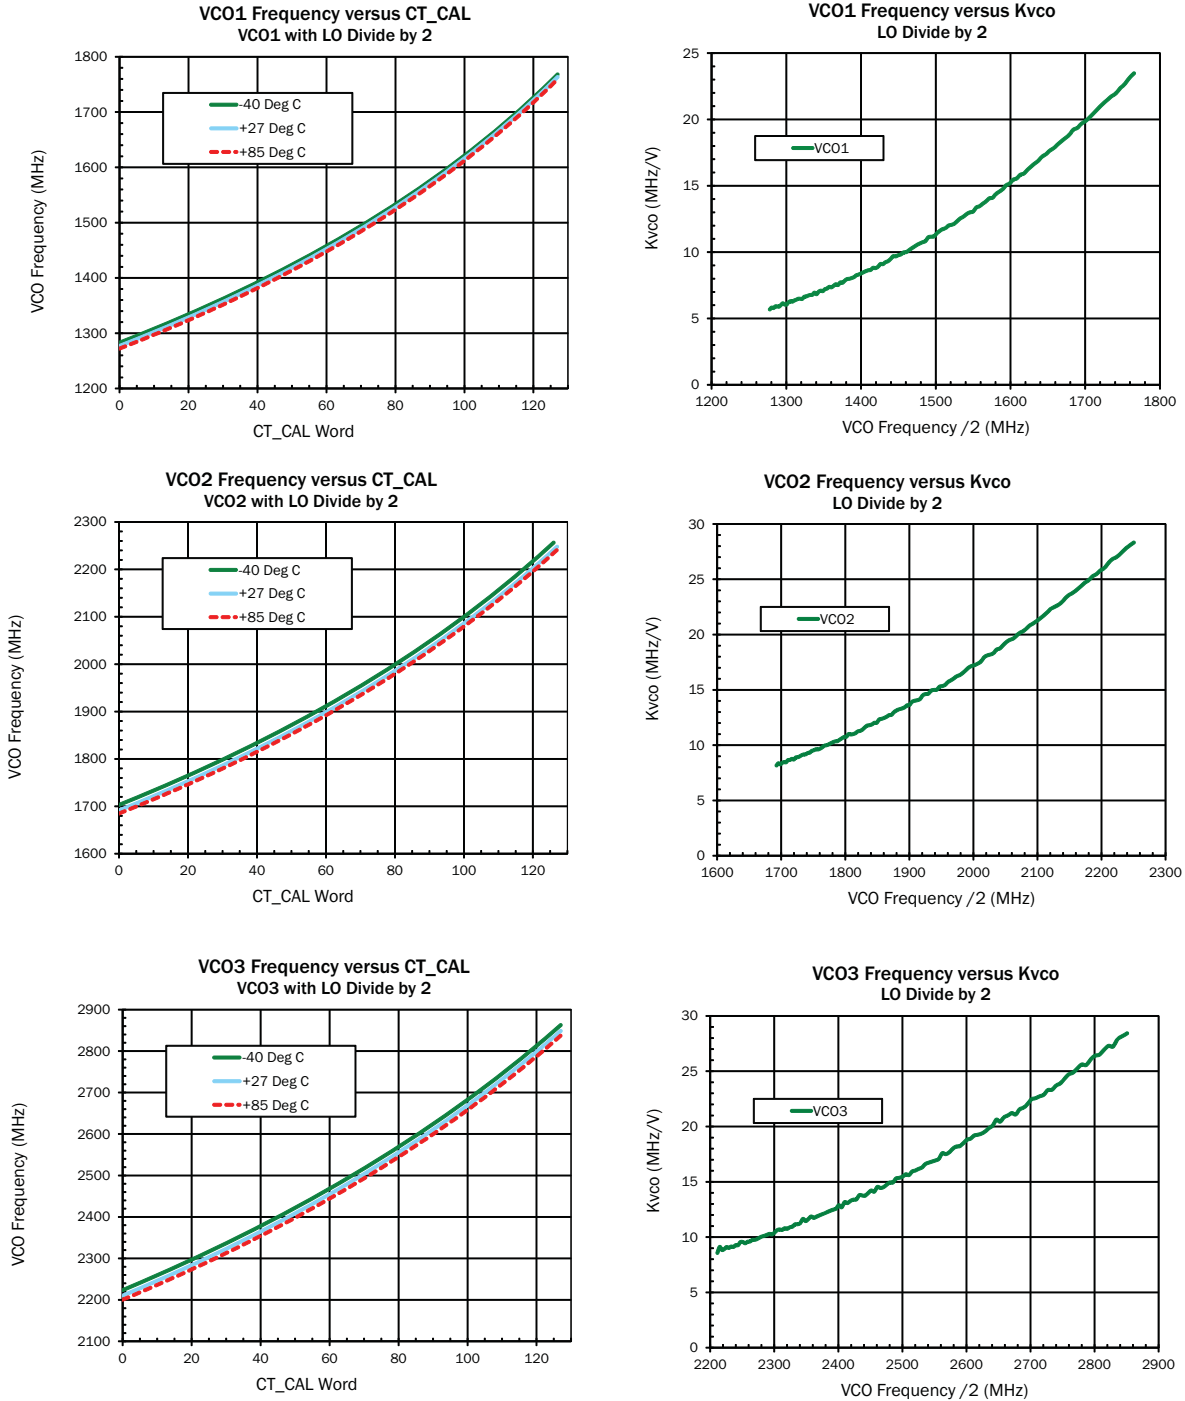 VCO1 Frequency versus CT_CAL
VCO1 with LO Divide by 2
1800
1700
1600
1500
1400
1300
1200
VCO Frequency (MHz)
-40 Deg C
+27 Deg C
+85 Deg C
0 20 40 60 80 100 120
CT_CAL Word
VCO1 Frequency versus Kvco
LO Divide by 2
25
20
15
10
5
0
Kvco (MHz/V)
VCO1
1200 1300 1400 1500 1600 1700 1800
VCO Frequency /2 (MHz)
VCO2 Frequency versus CT_CAL
VCO2 with LO Divide by 2
2300
2200
2100
2000
1900
1800
1700
1600
VCO Frequency (MHz)
-40 Deg C
+27 Deg C
+85 Deg C
0 20 40 60 80 100 120
CT_CAL Word
VCO2 Frequency versus Kvco
LO Divide by 2
30
25
20
15
10
5
0
Kvco (MHz/V)
VCO2
1600 1700 1800 1900 2000 2100 2200 2300
VCO Frequency /2 (MHz)
VCO3 Frequency versus CT_CAL
VCO3 with LO Divide by 2
2900
2800
2700
2600
2500
2400
2300
2200
2100
VCO Frequency (MHz)
-40 Deg C
+27 Deg C
+85 Deg C
0 20 40 60 80 100 120
CT_CAL Word
VCO3 Frequency versus Kvco
LO Divide by 2
30
25
20
15
10
5
0
Kvco (MHz/V)
VCO3
2200 2300 2400 2500 2600 2700 2800 2900
VCO Frequency /2 (MHz)